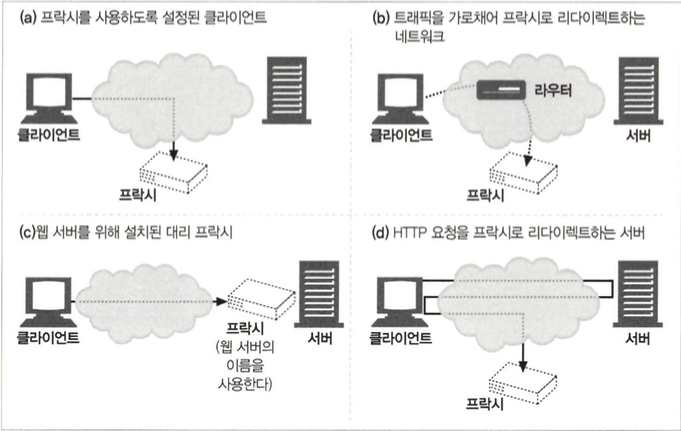 (a) 프락시를 사용하도록 설정된 클라이언트
클라이언트
프락시
(b) 트래픽을 가로채어 프락시로 리다이렉트하는
네트워크
라우터
클라이언트
서버
프락시
(c)웹 서버를 위해 설치된 대리 프락시
클라이언트
프락시
(웹 서버의
이름을
사용한다)
서버
(d) HTTP 요청을 프락시로 리다이렉트하는 서버
클라이언트
서버
프락시